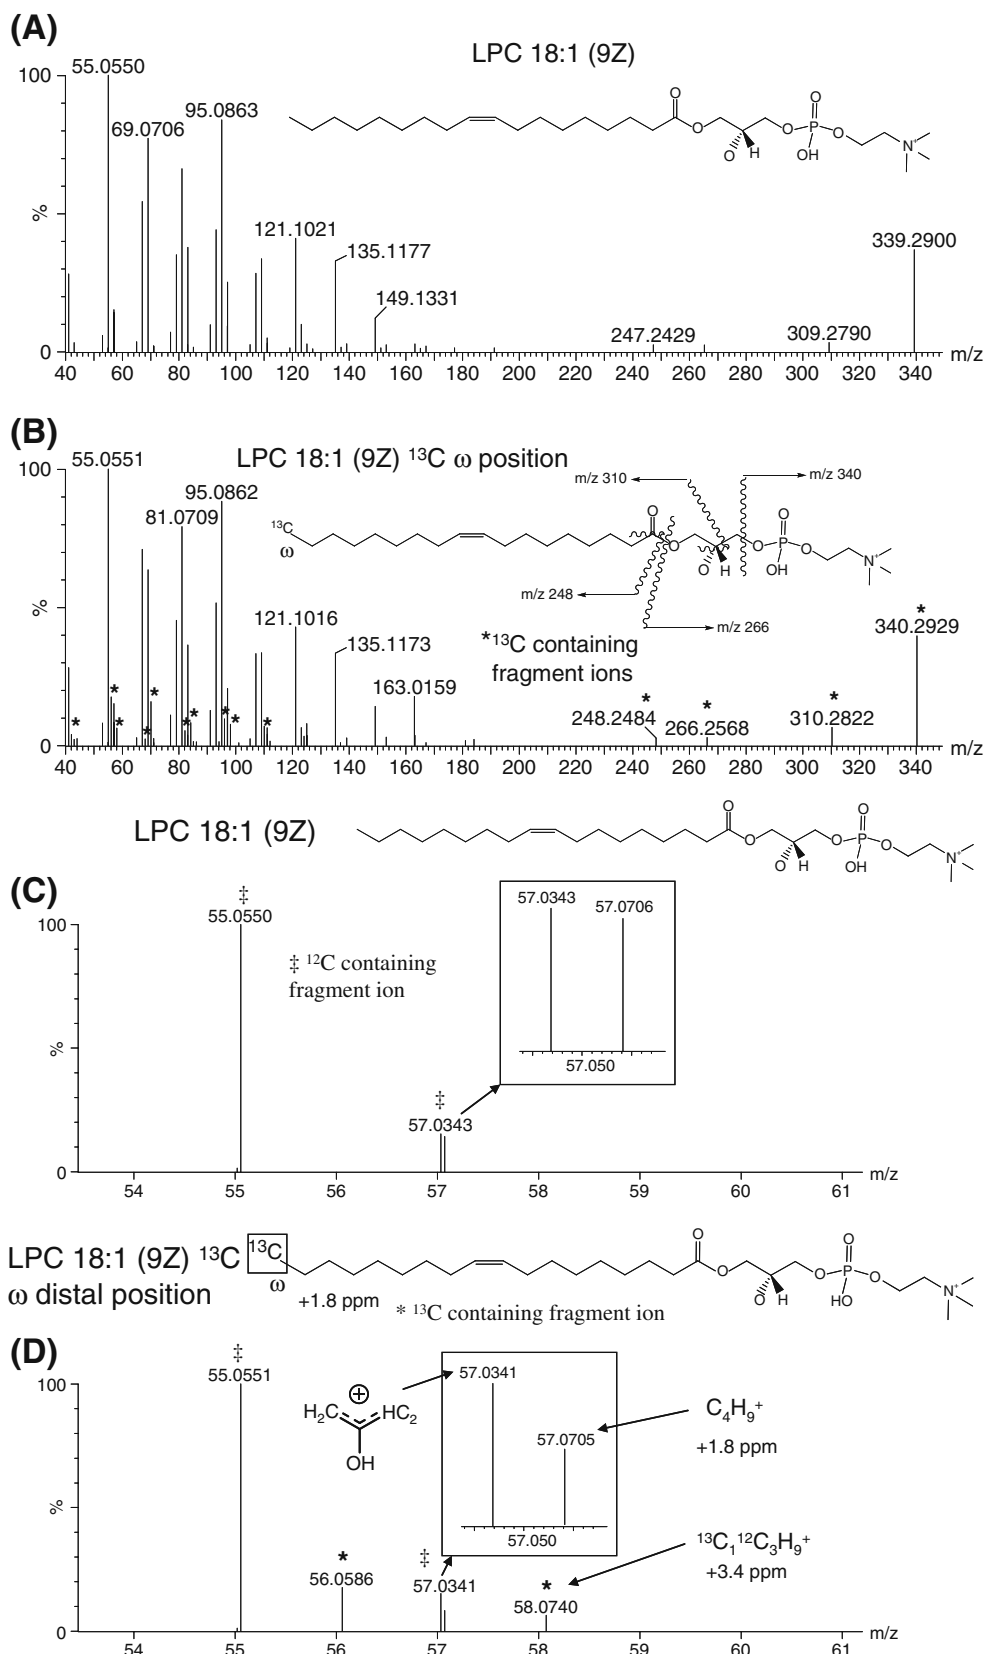 (A)
LPC 18:1 (9Z)
100
%
0
55.0550
69.0706
95.0863
121.1021
135.1177
149.1331
247.2429
309.2790
339.2900
O
O
O
H
O
P
O
OH
O
N+
40 60 80 100 120 140 160 180 200 220 240 260 280 300 320 340 m/z
(B)
LPC 18:1 (9Z) 13C ω position
100
%
0
55.0551
95.0862
81.0709
121.1016
135.1173
163.0159
* 248.2484
* 266.2568
* 310.2822
* 340.2929
* * * * * * * * * *
13C
ω
m/z 310
m/z 340
m/z 248
m/z 266
O
O
O
H
O
P
O
OH
O
N+
*13C containing
fragment ions
40 60 80 100 120 140 160 180 200 220 240 260 280 300 320 340 m/z
LPC 18:1 (9Z)
O
O
O
H
O
P
O
OH
O
N+
(C)
100
%
0
‡
55.0550
‡ 12C containing
fragment ion
57.0343
57.0706
57.050
‡
57.0343
54 55 56 57 58 59 60 61 m/z
LPC 18:1 (9Z) 13C
ω distal position
13C
ω
+1.8 ppm
* 13C containing fragment ion
O
O
O
H
O
P
O
HO
O
N+
(D)
100
%
0
‡
55.0551
⊕
H2C
HC2
OH
57.0341
57.0705
57.050
C4H9+
+1.8 ppm
*
56.0586
‡
57.0341
*
58.0740
13C1 12C3H9+
+3.4 ppm
54 55 56 57 58 59 60 61 m/z